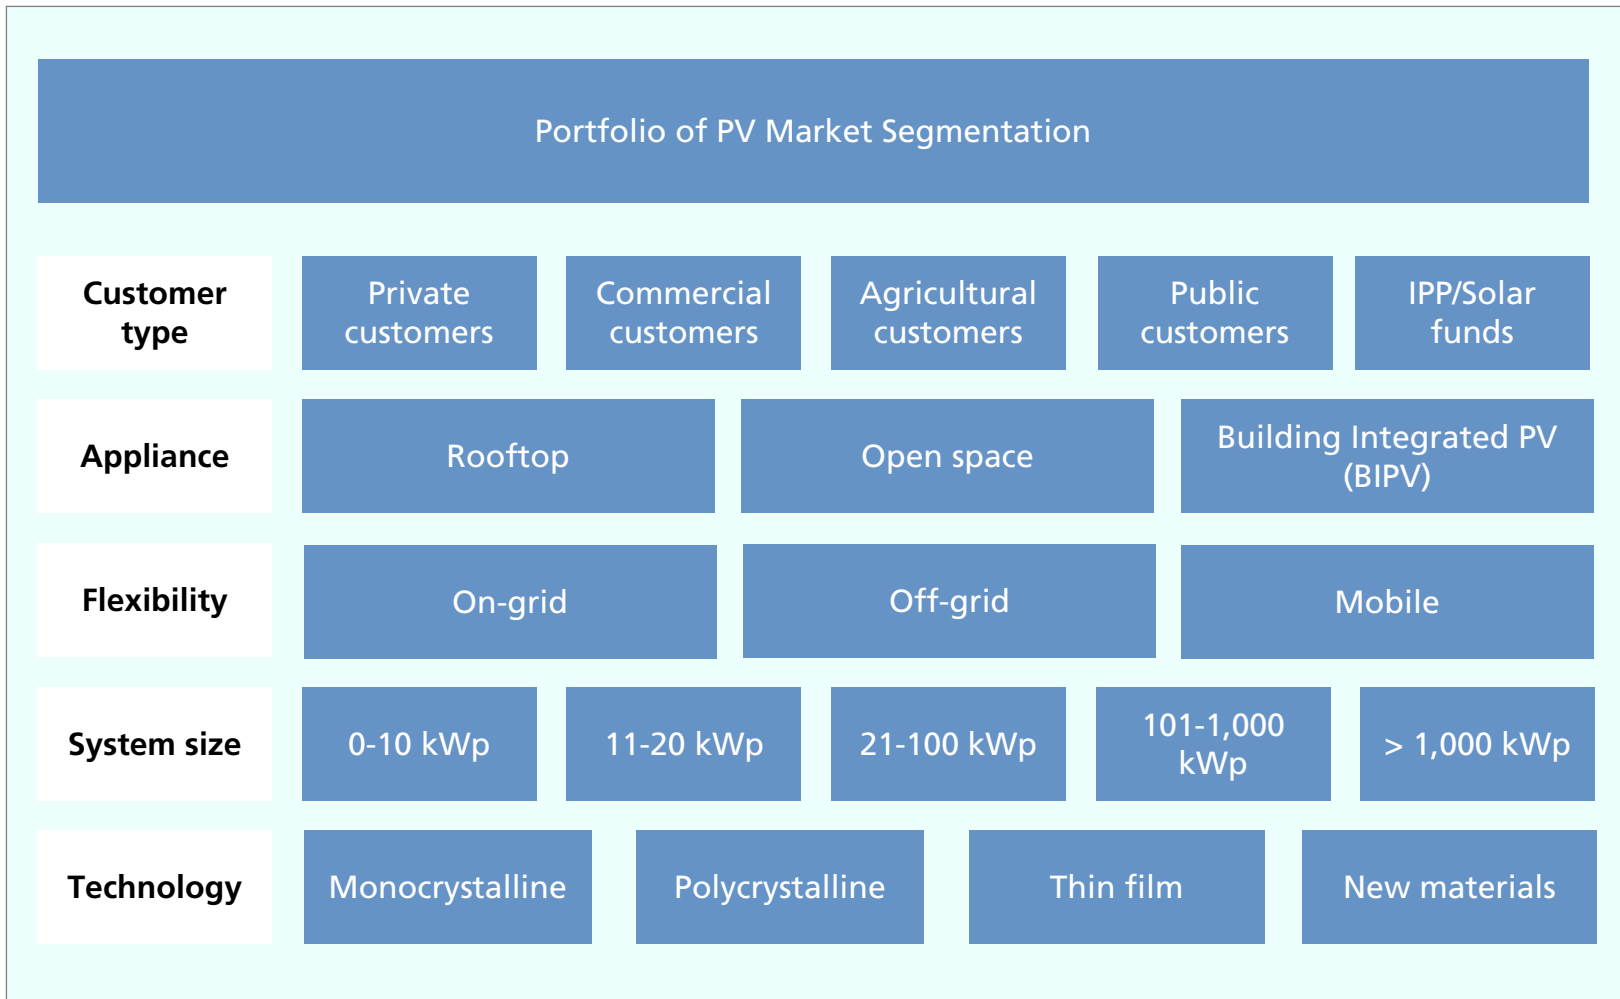 Portfolio of PV Market Segmentation
Customer
type
Private
customers
Commercial
customers
Agricultural
customers
Public
customers
IPP/Solar
funds
Appliance
Rooftop
Open space
Building Integrated PV
(BIPV)
Flexibility
On-grid
Off-grid
Mobile
System size
0-10 kWp
11-20 kWp
21-100 kWp
101-1,000
kWp
> 1,000 kWp
Technology
Monocrystalline
Polycrystalline
Thin film
New materials